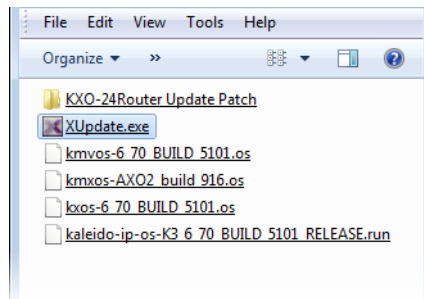 File Edit View Tools Help
Organize »
KXO-24Router Update Patch
XUpdate.exe
kmvos-6 70 BUILD 5101.os
kmxos-AXO2 build 916.os
kxos-6 70 BUILD 5101.os
kaleido-ip-os-K3 6 70 BUILD 5101 RELEASE.run